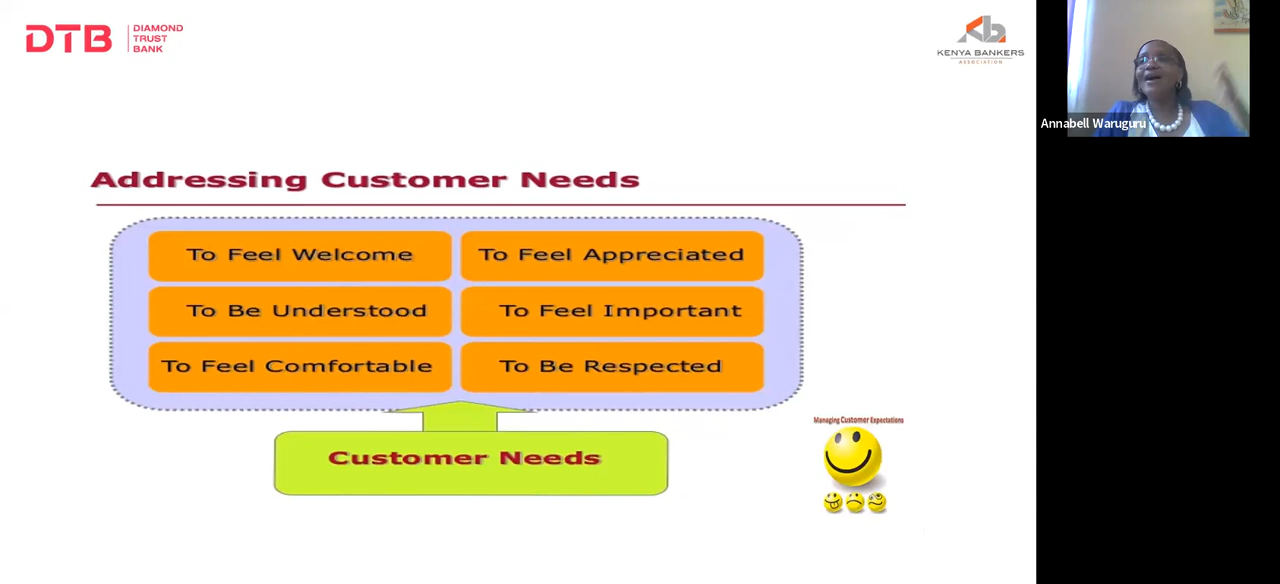 DTB
DIAMOND
TRUST
BANK
KENYA BANKERS
ASSOCIATION
Annabell Waruguru
Addressing Customer Needs
To Feel Welcome
To Feel Appreciated
To Be Understood
To Feel Important
To Feel Comfortable
To Be Respected
Customer Needs
Managing Customer Expectations